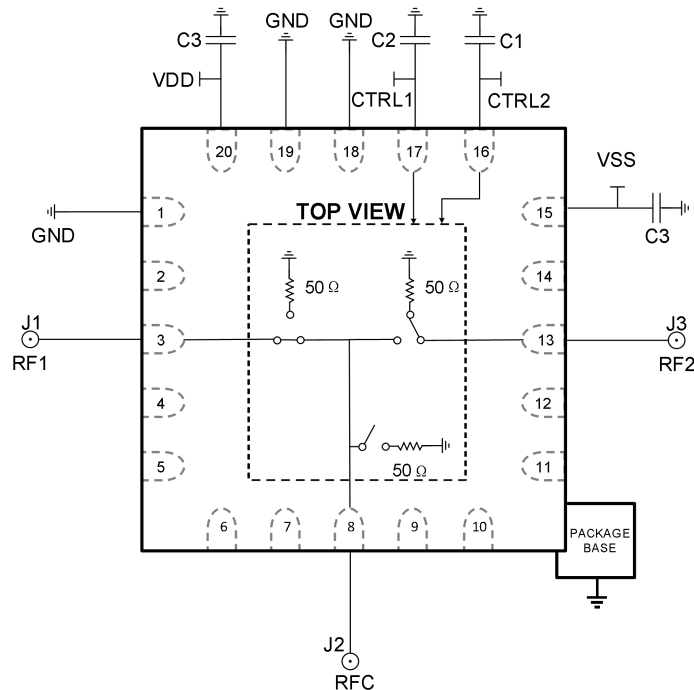 GND GND
C3 C2 C1
VDD CTRL1 CTRL2
20 19 18 17 16
VSS
TOP VIEW
1 15
GND C3
2 14
50 Ω 50 Ω
J1 J3
3 13
RF1 RF2
4 12
5 11
50 Ω
6 7 8 9 10
PACKAGE
BASE
J2
RFC